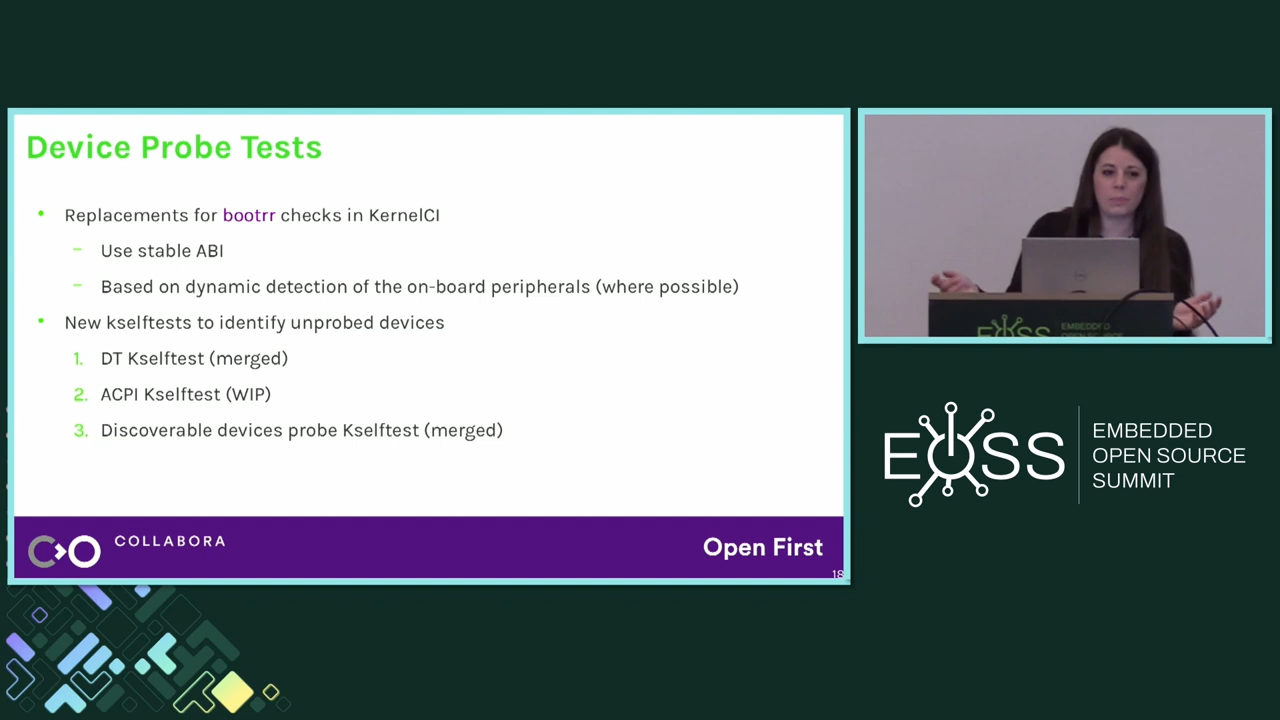 Device Probe Tests
• Replacements for bootrr checks in KernelCI
– Use stable ABI
– Based on dynamic detection of the on-board peripherals (where possible)
• New kselftests to identify unprobed devices
1. DT Kselftest (merged)
2. ACPI Kselftest (WIP)
3. Discoverable devices probe Kselftest (merged)
COLLABORA
Open First
18
EMBEDDED
EOSS
EMBEDDED
OPEN SOURCE
SUMMIT